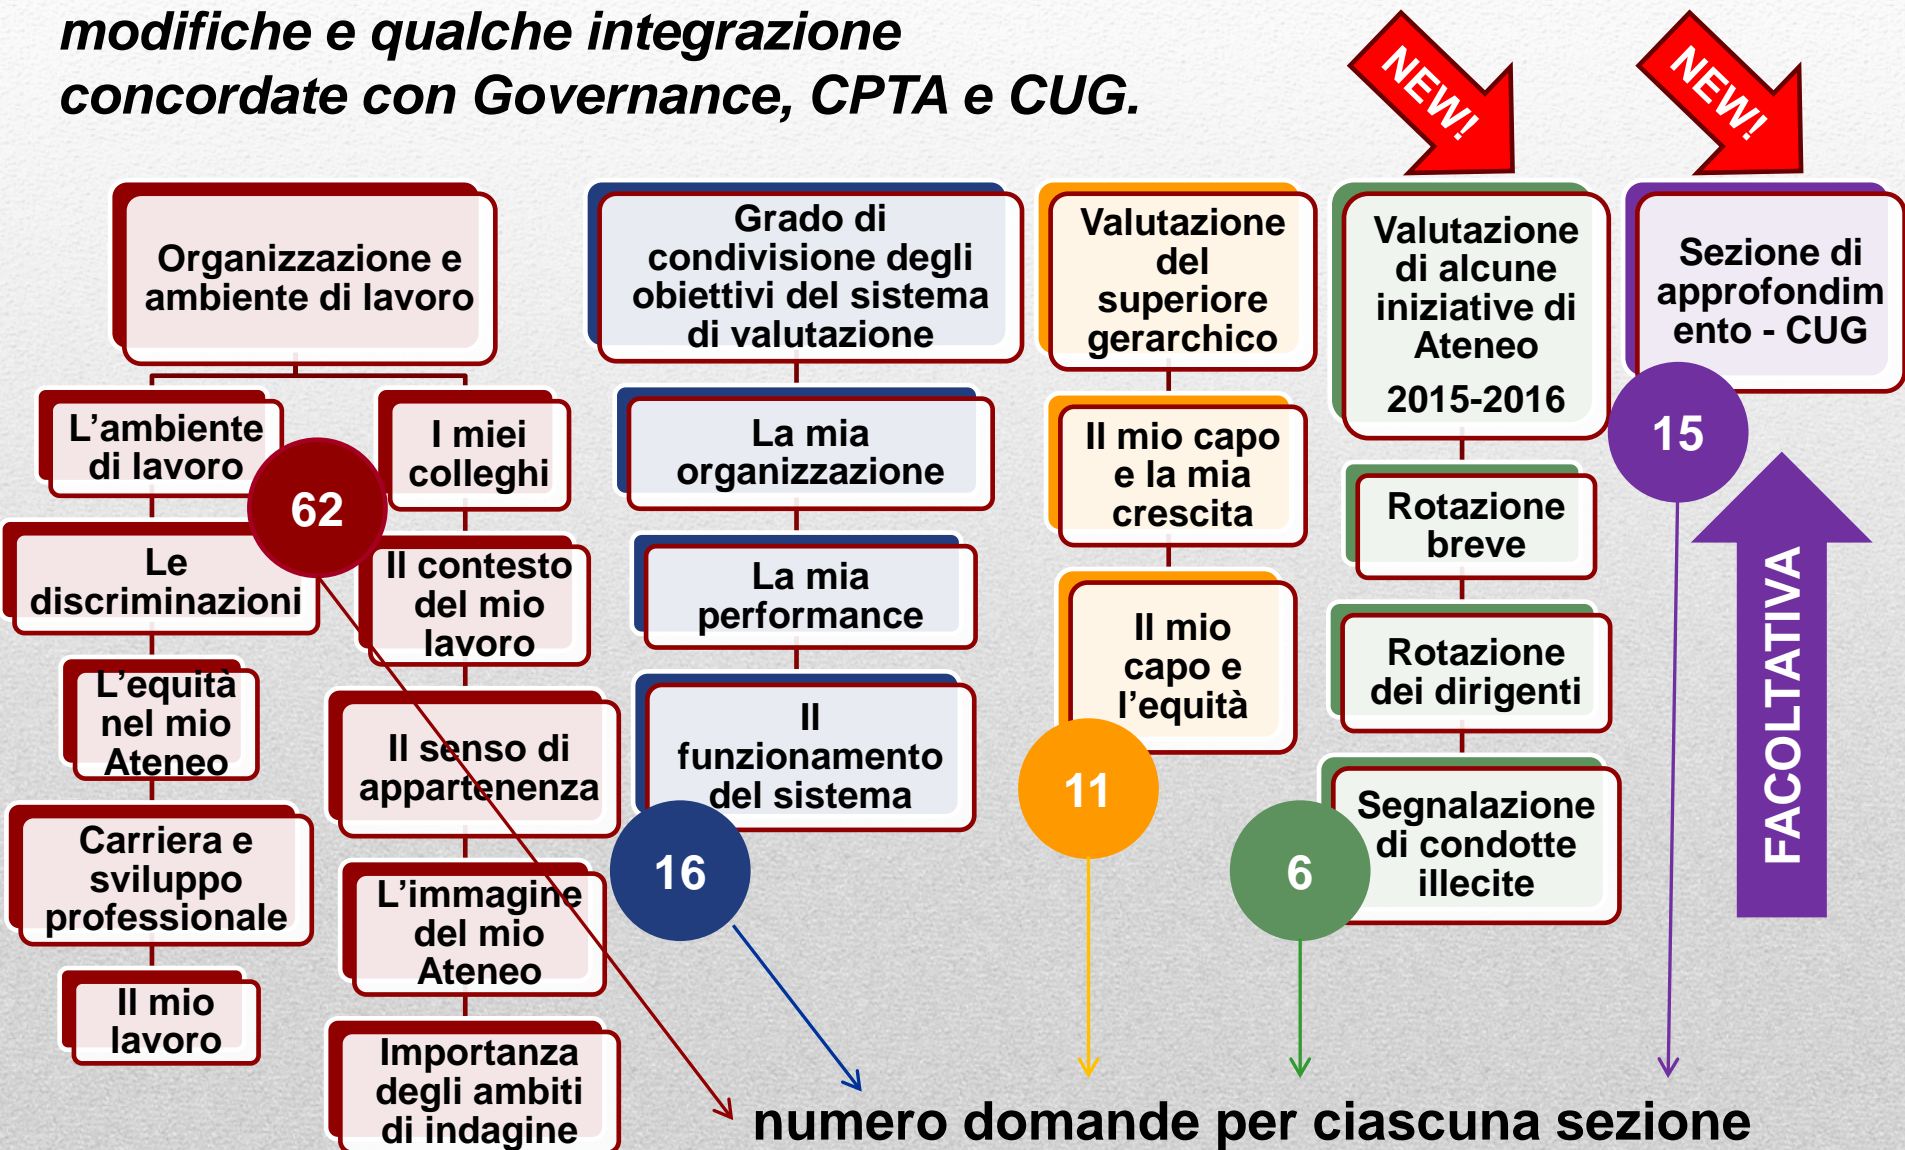 modifiche e qualche integrazione
concordate con Governance, CPTA e CUG.
NEW!
NEW!
Organizzazione e
ambiente di lavoro
L'ambiente
di lavoro
Le
discriminazioni
L'equità
nel mio
Ateneo
Carriera e
sviluppo
professionale
Il mio
lavoro
62
I miei
colleghi
Il contesto
del mio
lavoro
Il senso di
appartenenza
L'immagine
del mio
Ateneo
Importanza
degli ambiti
di indagine
Grado di
condivisione degli
obiettivi del sistema
di valutazione
La mia
organizzazione
La mia
performance
Il
funzionamento
del sistema
16
Valutazione
del
superiore
gerarchico
Il mio capo
e la mia
crescita
Il mio
capo e
l'equità
11
Valutazione
di alcune
iniziative di
Ateneo
2015-2016
Rotazione
breve
Rotazione
dei dirigenti
Segnalazione
di condotte
illecite
6
Sezione di
approfondim
ento - CUG
15
FACOLTATIVA
numero domande per ciascuna sezione